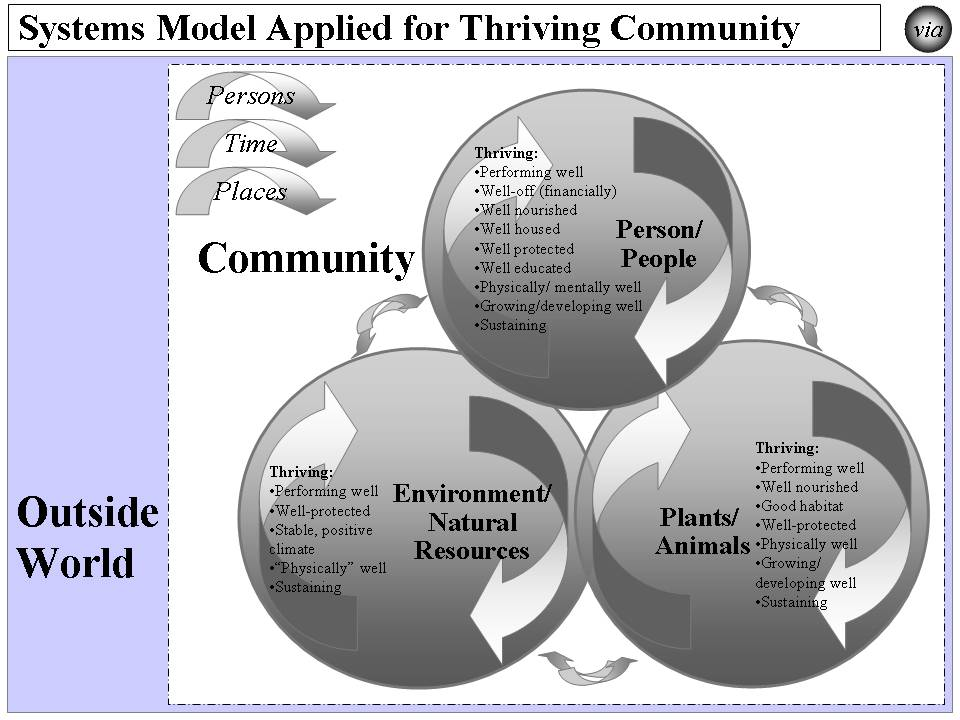 Systems Model Applied for Thriving Community
via
Persons
Time
Places
Community
Outside
World
Thriving:
•Performing well
•Well-off (financially)
•Well nourished
•Well housed
•Well protected
•Well educated
•Physically/ mentally well
•Growing/developing well
•Sustaining
Person/
People
Thriving:
•Performing well
•Well-protected
•Stable, positive
climate
•“Physically” well
•Sustaining
Environment/
Natural
Resources
Plants/
Animals
Thriving:
•Performing well
•Well nourished
•Good habitat
•Well-protected
•Physically well
•Growing/
developing well
•Sustaining